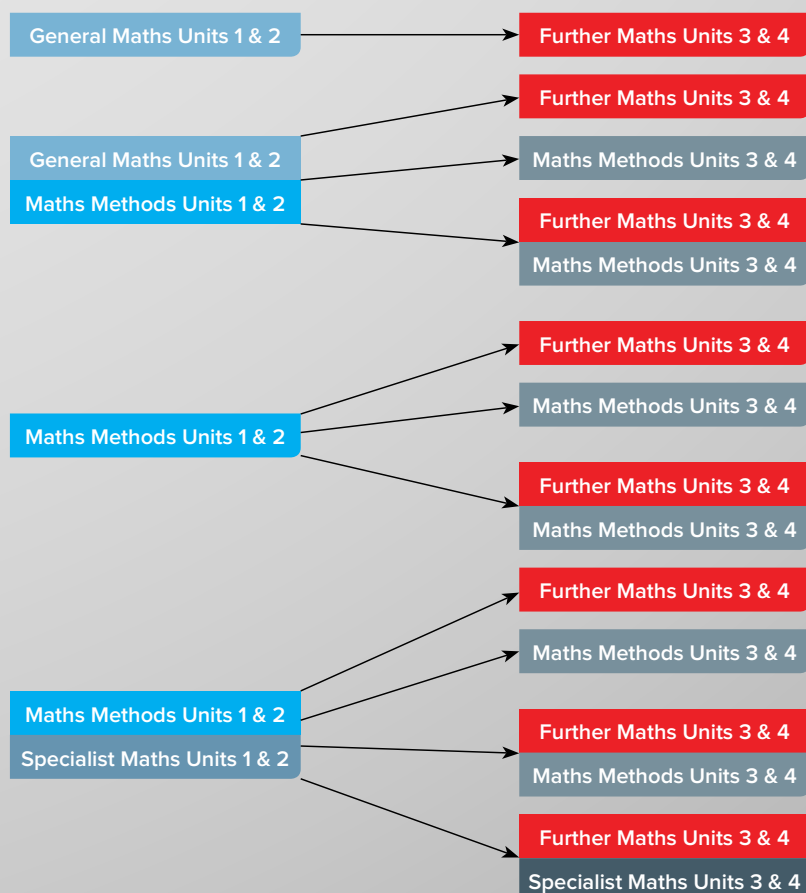 General Maths Units 1 & 2
Further Maths Units 3 & 4
General Maths Units 1 & 2
Maths Methods Units 1 & 2
Further Maths Units 3 & 4
Maths Methods Units 3 & 4
Further Maths Units 3 & 4
Maths Methods Units 3 & 4
Maths Methods Units 1 & 2
Further Maths Units 3 & 4
Maths Methods Units 3 & 4
Further Maths Units 3 & 4
Maths Methods Units 3 & 4
Maths Methods Units 1 & 2
Specialist Maths Units 1 & 2
Further Maths Units 3 & 4
Maths Methods Units 3 & 4
Further Maths Units 3 & 4
Maths Methods Units 3 & 4
Further Maths Units 3 & 4
Specialist Maths Units 3 & 4